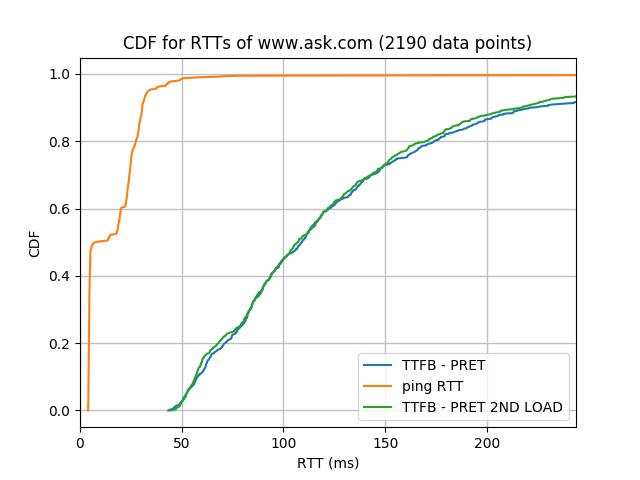 CDF for RTTs of www.ask.com (2190 data points)
CDF
1.0
0.8
0.6
0.4
0.2
0.0
TTFB - PRET
ping RTT
TTFB - PRET 2ND LOAD
0
50
100
150
200
RTT (ms)